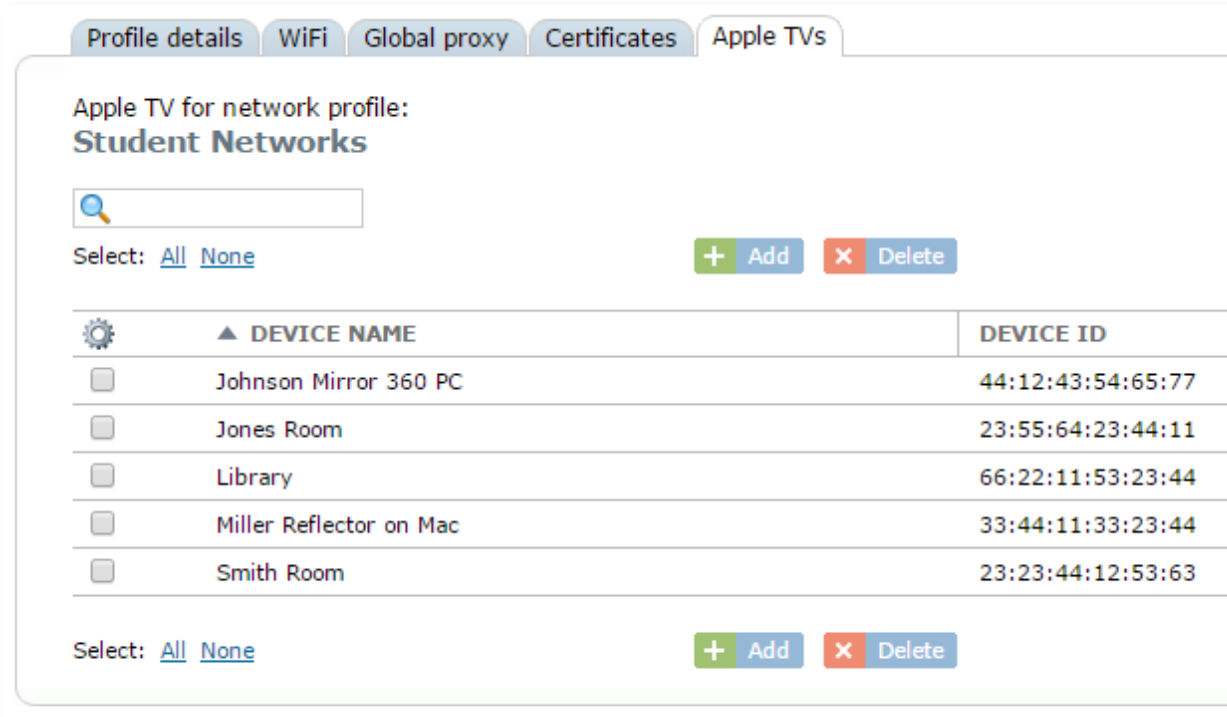 Profile details WiFi Global proxy Certificates Apple TVs
Apple TV for network profile:
Student Networks
Select: All None + Add × Delete
▲ DEVICE NAME DEVICE ID
Johnson Mirror 360 PC 44:12:43:54:65:77
Jones Room 23:55:64:23:44:11
Library 66:22:11:53:23:44
Miller Reflector on Mac 33:44:11:33:23:44
Smith Room 23:23:44:12:53:63
Select: All None + Add × Delete